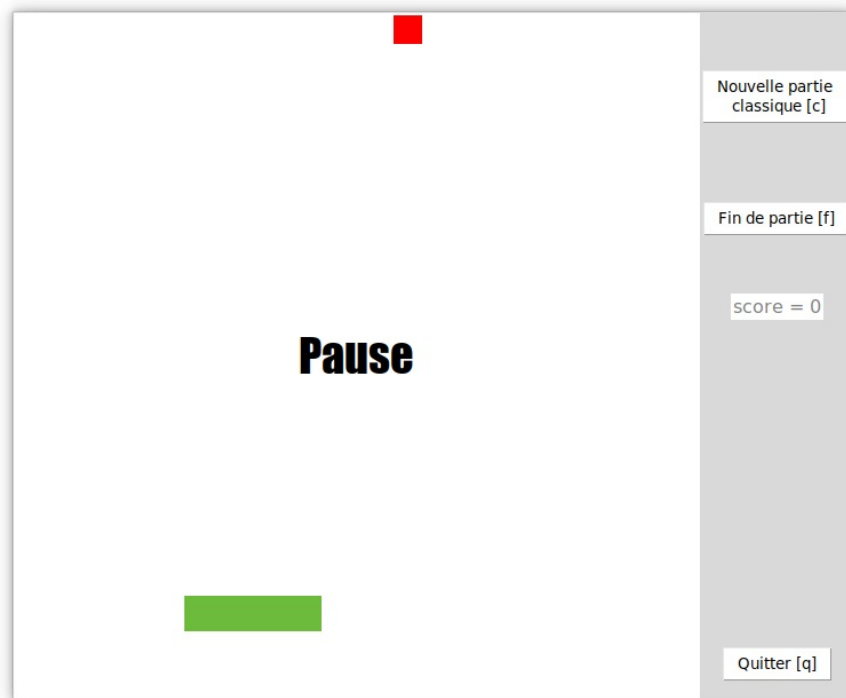 Nouvelle partie
classique [c]
Fin de partie [f]
score = 0
Pause
Quitter [q]